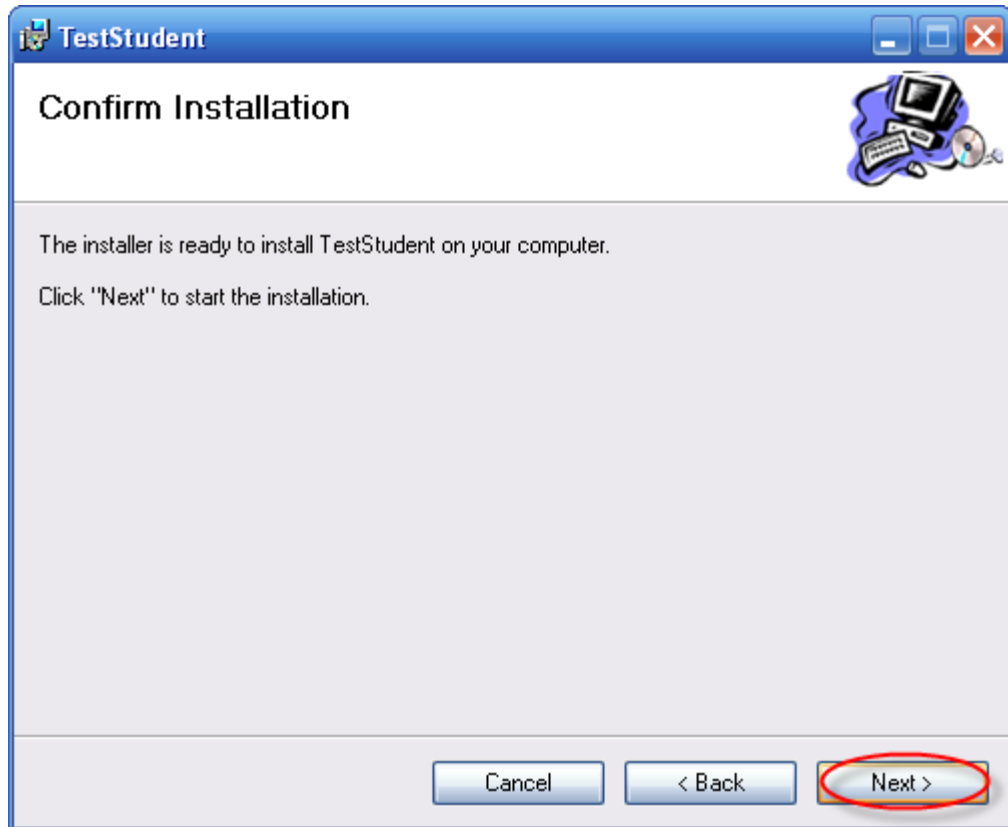 TestStudent
Confirm Installation
The installer is ready to install TestStudent on your computer.
Click "Next" to start the installation.
Cancel
< Back
Next >